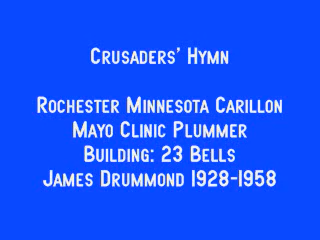 Crusaders' Hymn
Rochester Minnesota Carillon
Mayo Clinic Plummer
Building: 23 Bells
James Drummond 1928-1958